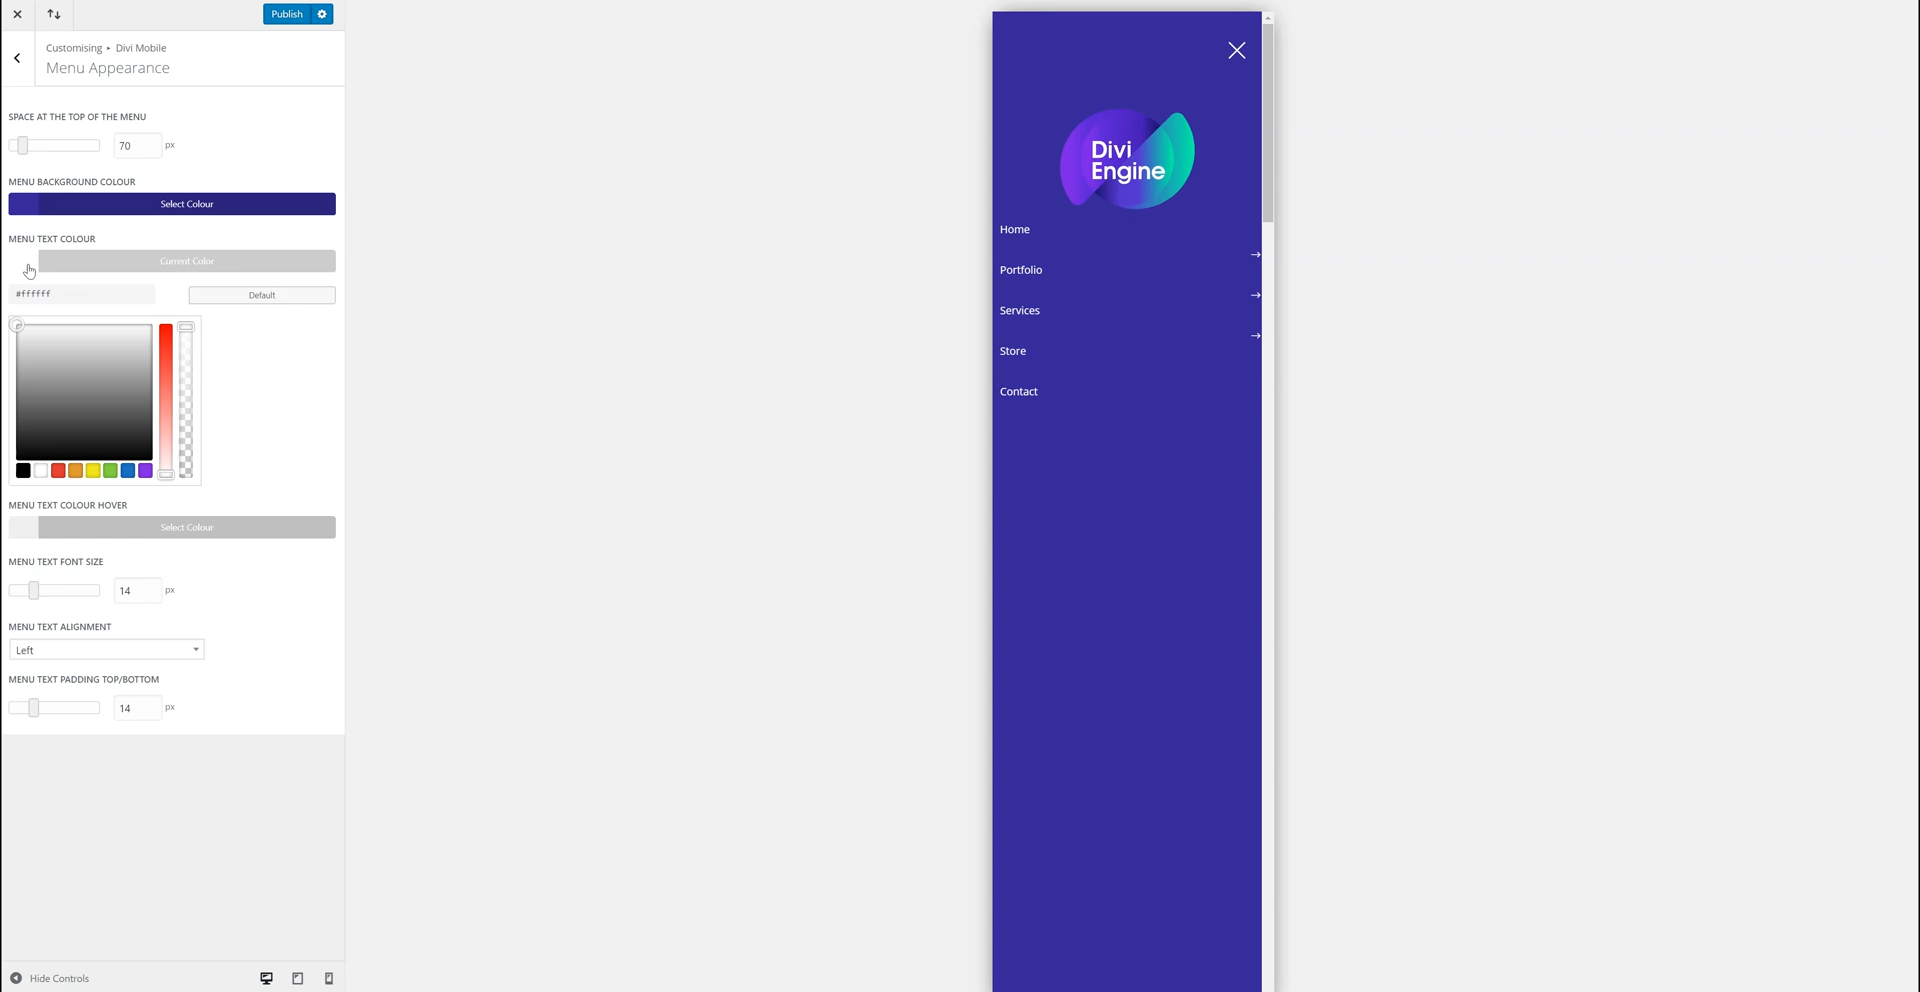 Publish
Customising ▸ Divi Mobile
Menu Appearance
SPACE AT THE TOP OF THE MENU
70 px
MENU BACKGROUND COLOUR
Select Colour
MENU TEXT COLOUR
Current Color
#ffffff
Default
MENU TEXT COLOUR HOVER
Select Colour
MENU TEXT FONT SIZE
14 px
MENU TEXT ALIGNMENT
Left
MENU TEXT PADDING TOP/BOTTOM
14 px
Hide Controls
Divi
Engine
Home
Portfolio
Services
Store
Contact